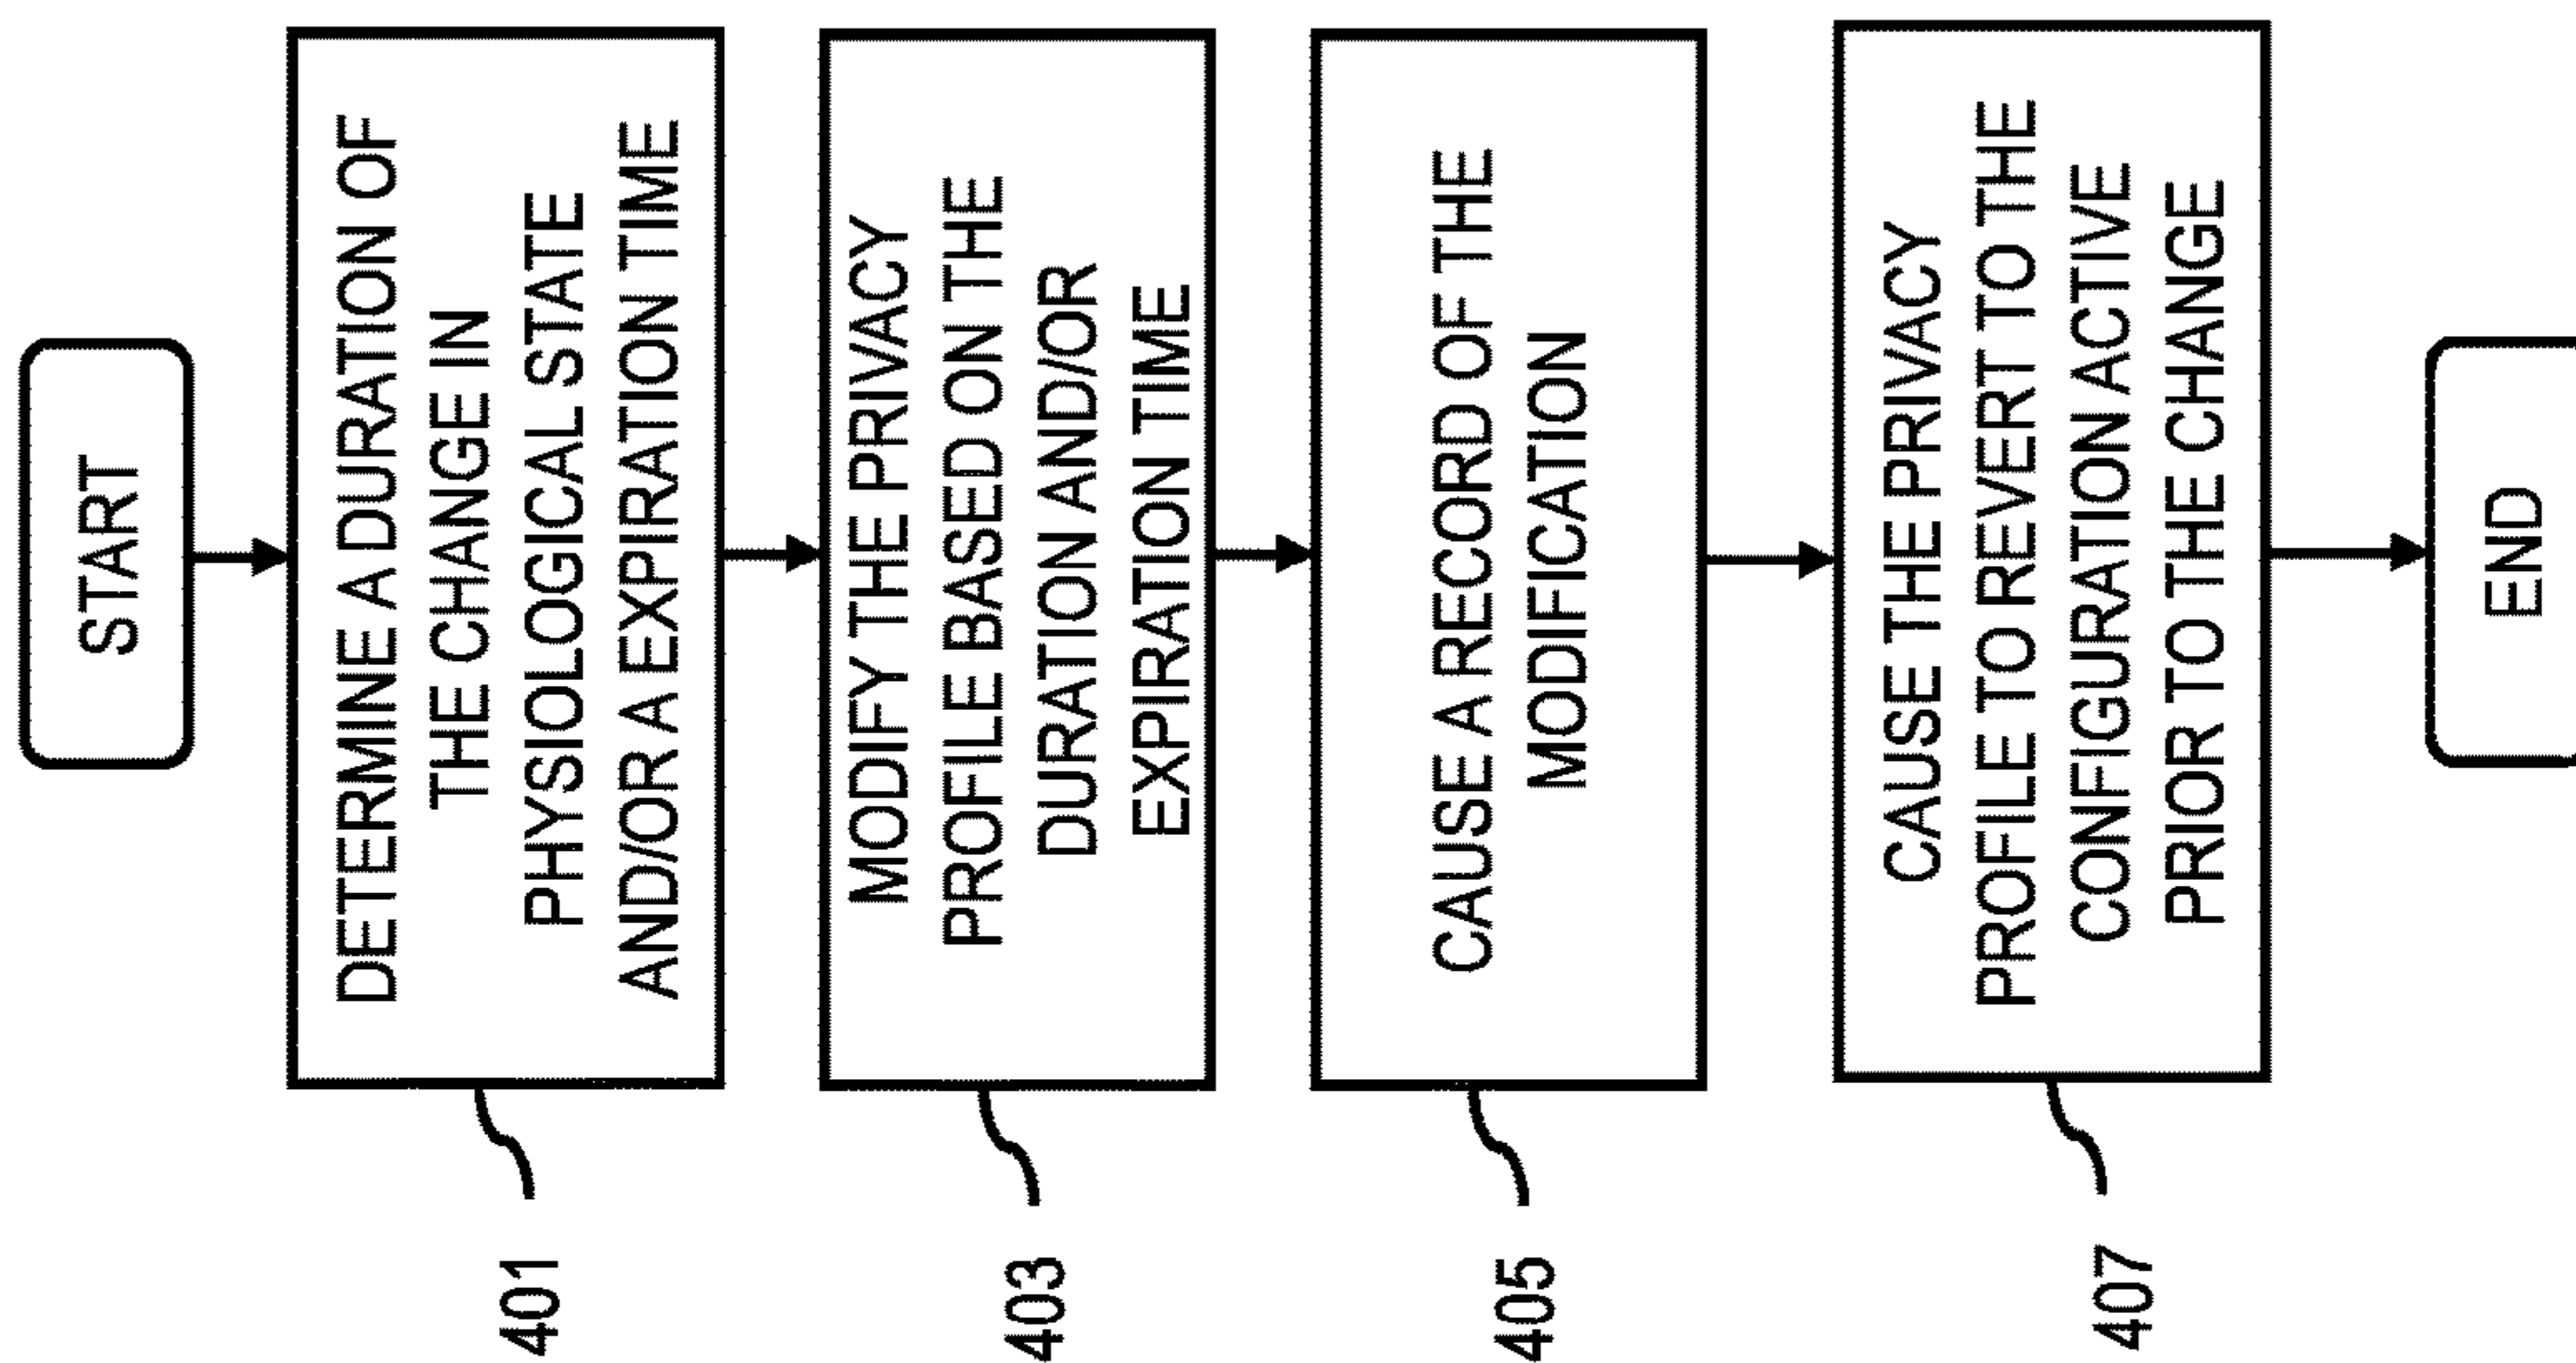 START
DETERMINE A DURATION OF
THE CHANGE IN
PHYSIOLOGICAL STATE
AND/OR A EXPIRATION TIME
401
MODIFY THE PRIVACY
PROFILE BASED ON THE
DURATION AND/OR
EXPIRATION TIME
403
CAUSE A RECORD OF THE
MODIFICATION
405
CAUSE THE PRIVACY
PROFILE TO REVERT TO THE
CONFIGURATION ACTIVE
PRIOR TO THE CHANGE
407
END